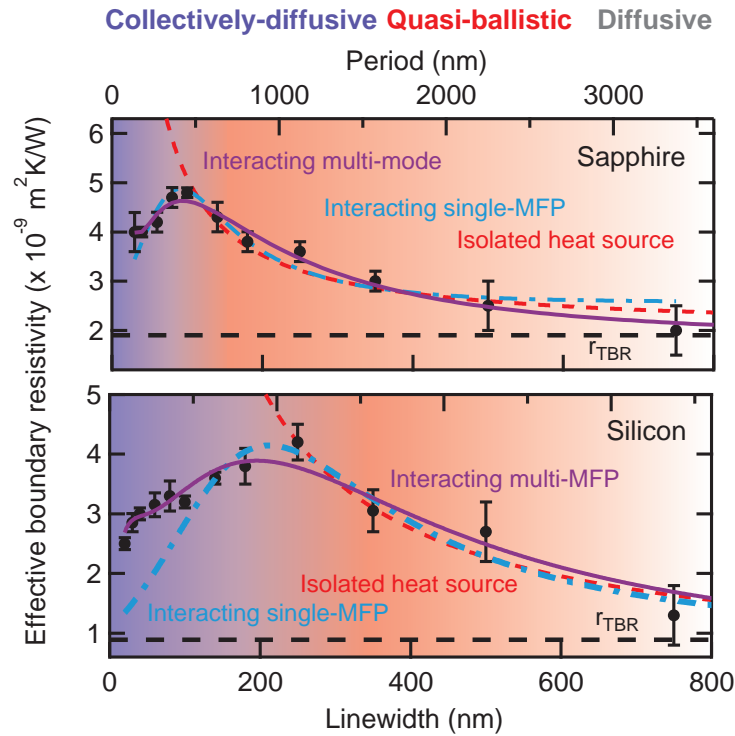 Collectively-diffusive Quasi-ballistic Diffusive
Period (nm)
0 1000 2000 3000
Effective boundary resistivity (x 10⁻⁹ m²K/W)
6
5
4
3
2
Interacting multi-mode
Sapphire
Interacting single-MFP
Isolated heat source
rTBR
5
4
3
2
1
Silicon
Interacting multi-MFP
Isolated heat source
Interacting single-MFP
rTBR
0 200 400 600 800
Linewidth (nm)